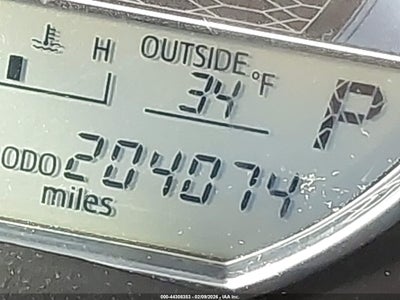 H OUTSIDE
34 °F
P
ODO 204074
miles
000-44308353 - 02/09/2026 - IAA Inc.